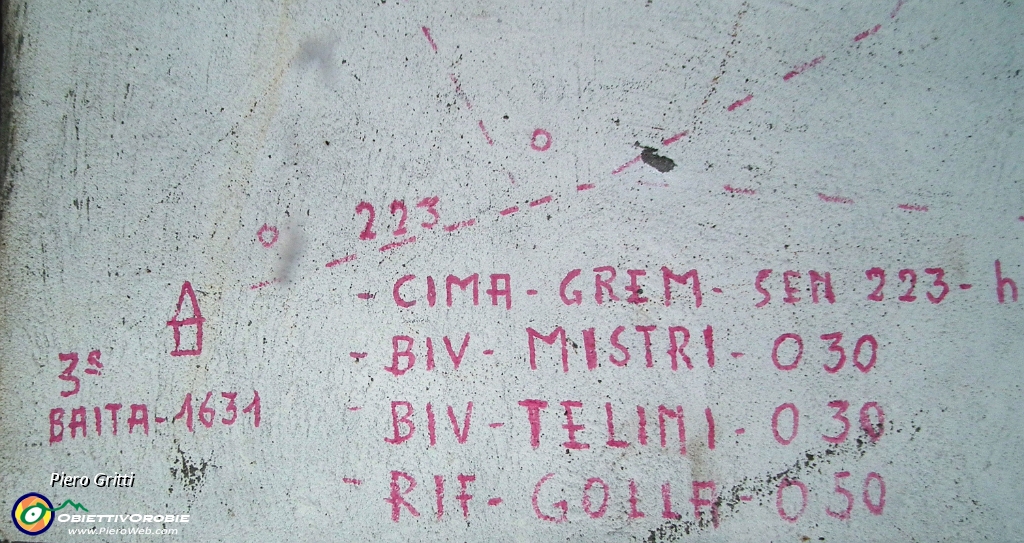 223
- CIMA - GREM - SEN 223 - h
- BIV - MISTRI - 0 30
- BIV - TELINI - 0 30
- RIF - GOLLA - 0 50
3ª
BAITA - 1631
Piero Gritti
OBIETTIVOROBIE
www.PieroWeb.com